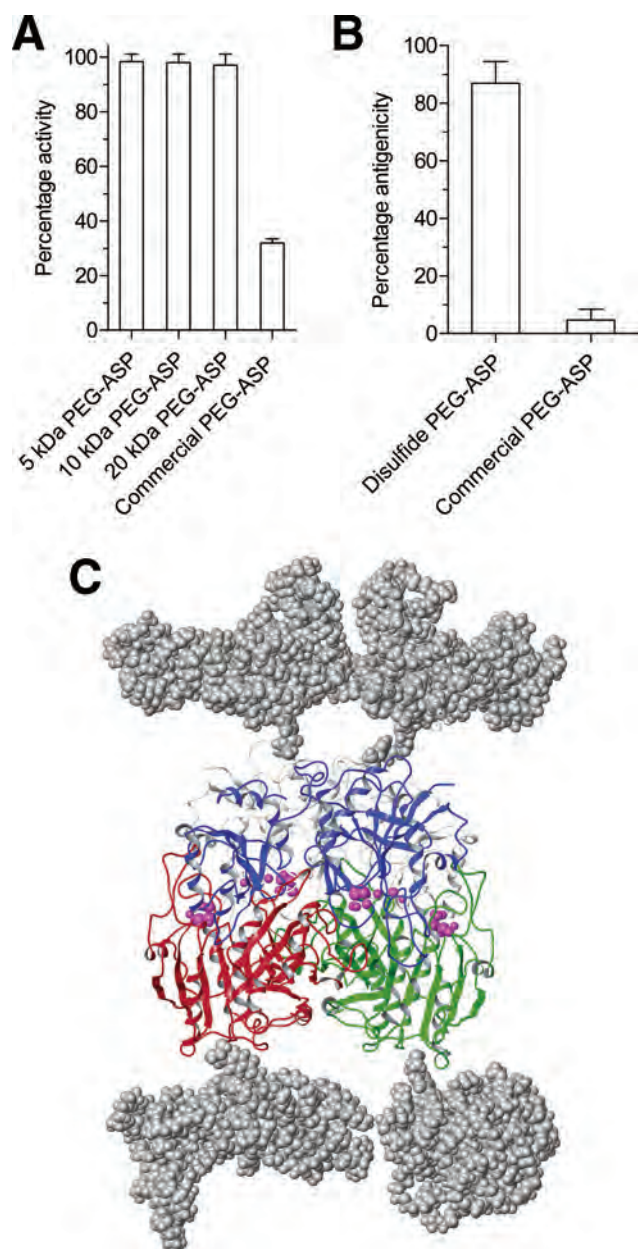 A
Percentage activity
100
80
60
40
20
0
5 kDa PEG-ASP
10 kDa PEG-ASP
20 kDa PEG-ASP
Commercial PEG-ASP
B
Percentage antigenicity
100
80
60
40
20
0
Disulfide PEG-ASP
Commercial PEG-ASP
C